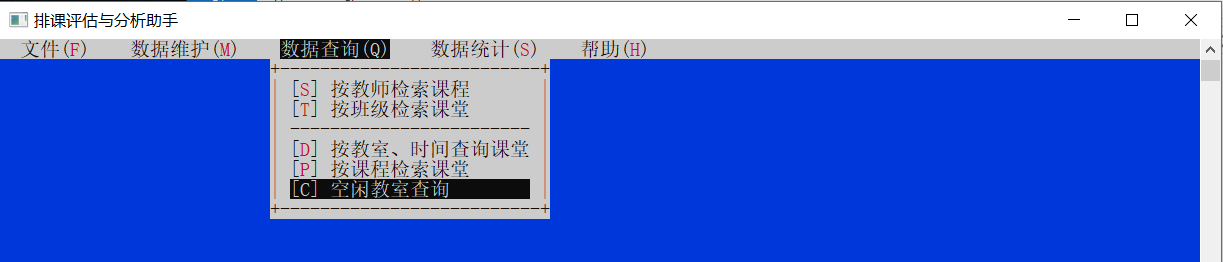 排课评估与分析助手
文件(F) 数据维护(M) 数据查询(Q) 数据统计(S) 帮助(H)
[S] 按教师检索课程
[T] 按班级检索课堂
[D] 按教室、时间查询课堂
[P] 按课程检索课堂
[C] 空闲教室查询